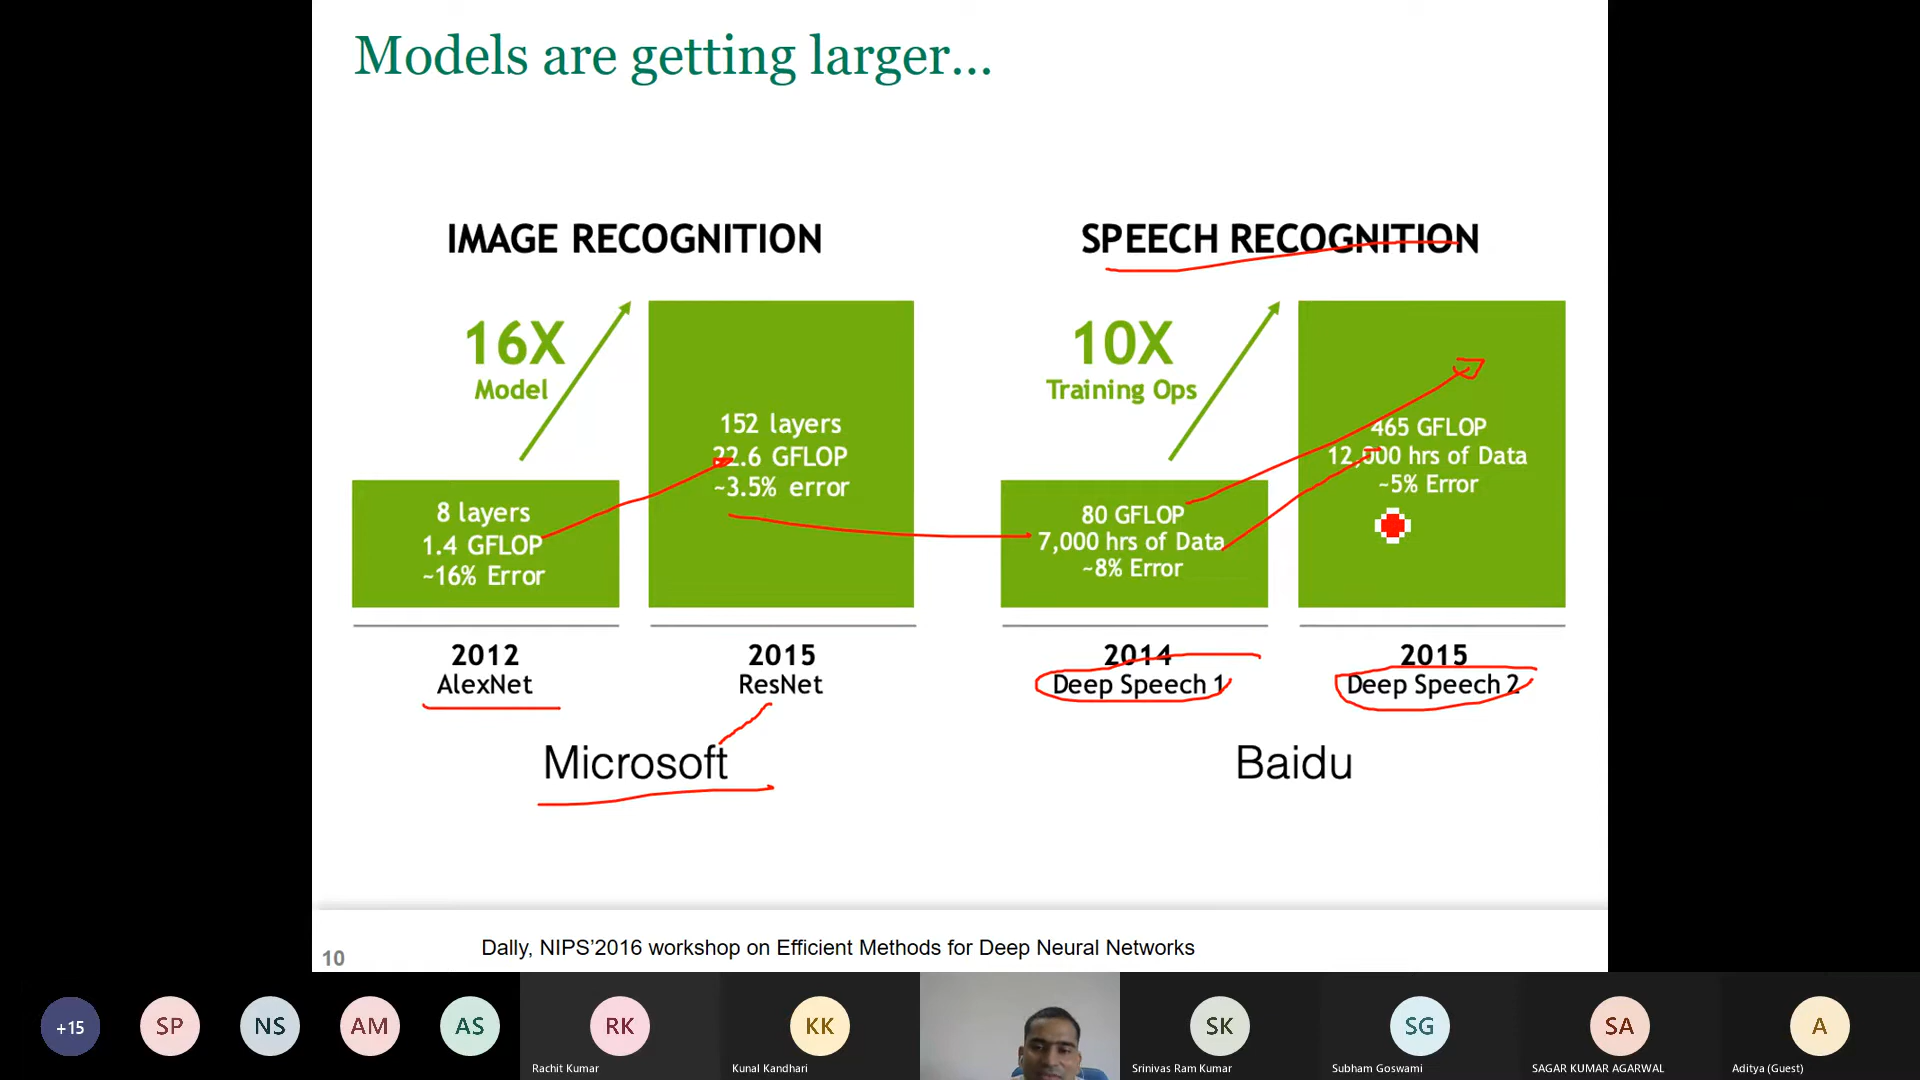 Models are getting larger...
IMAGE RECOGNITION
16X
Model
8 layers
1.4 GFLOP
~16% Error
2012
AlexNet
152 layers
22.6 GFLOP
~3.5% error
2015
ResNet
Microsoft
SPEECH RECOGNITION
10X
Training Ops
80 GFLOP
7,000 hrs of Data
~8% Error
2014
Deep Speech 1
465 GFLOP
12,000 hrs of Data
~5% Error
2015
Deep Speech 2
Baidu
10
Dally, NIPS'2016 workshop on Efficient Methods for Deep Neural Networks
+15
SP
NS
AM
AS
RK
Rachit Kumar
KK
Kunal Kandhari
SK
Srinivas Ram Kumar
SG
Subham Goswami
SA
SAGAR KUMAR AGARWAL
A
Aditya (Guest)